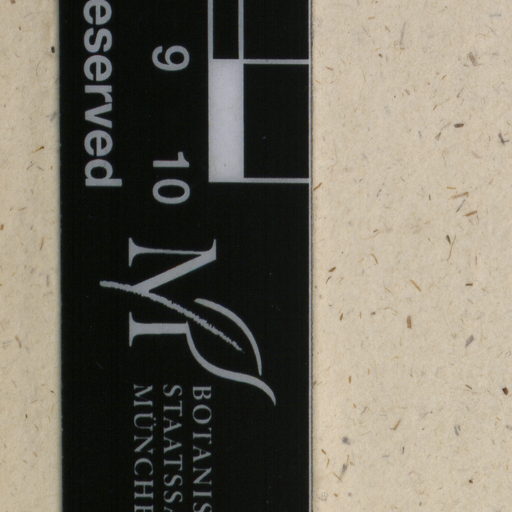 eserved
9 10
M
BOTANIS
STAATSSA
MÜNCHE